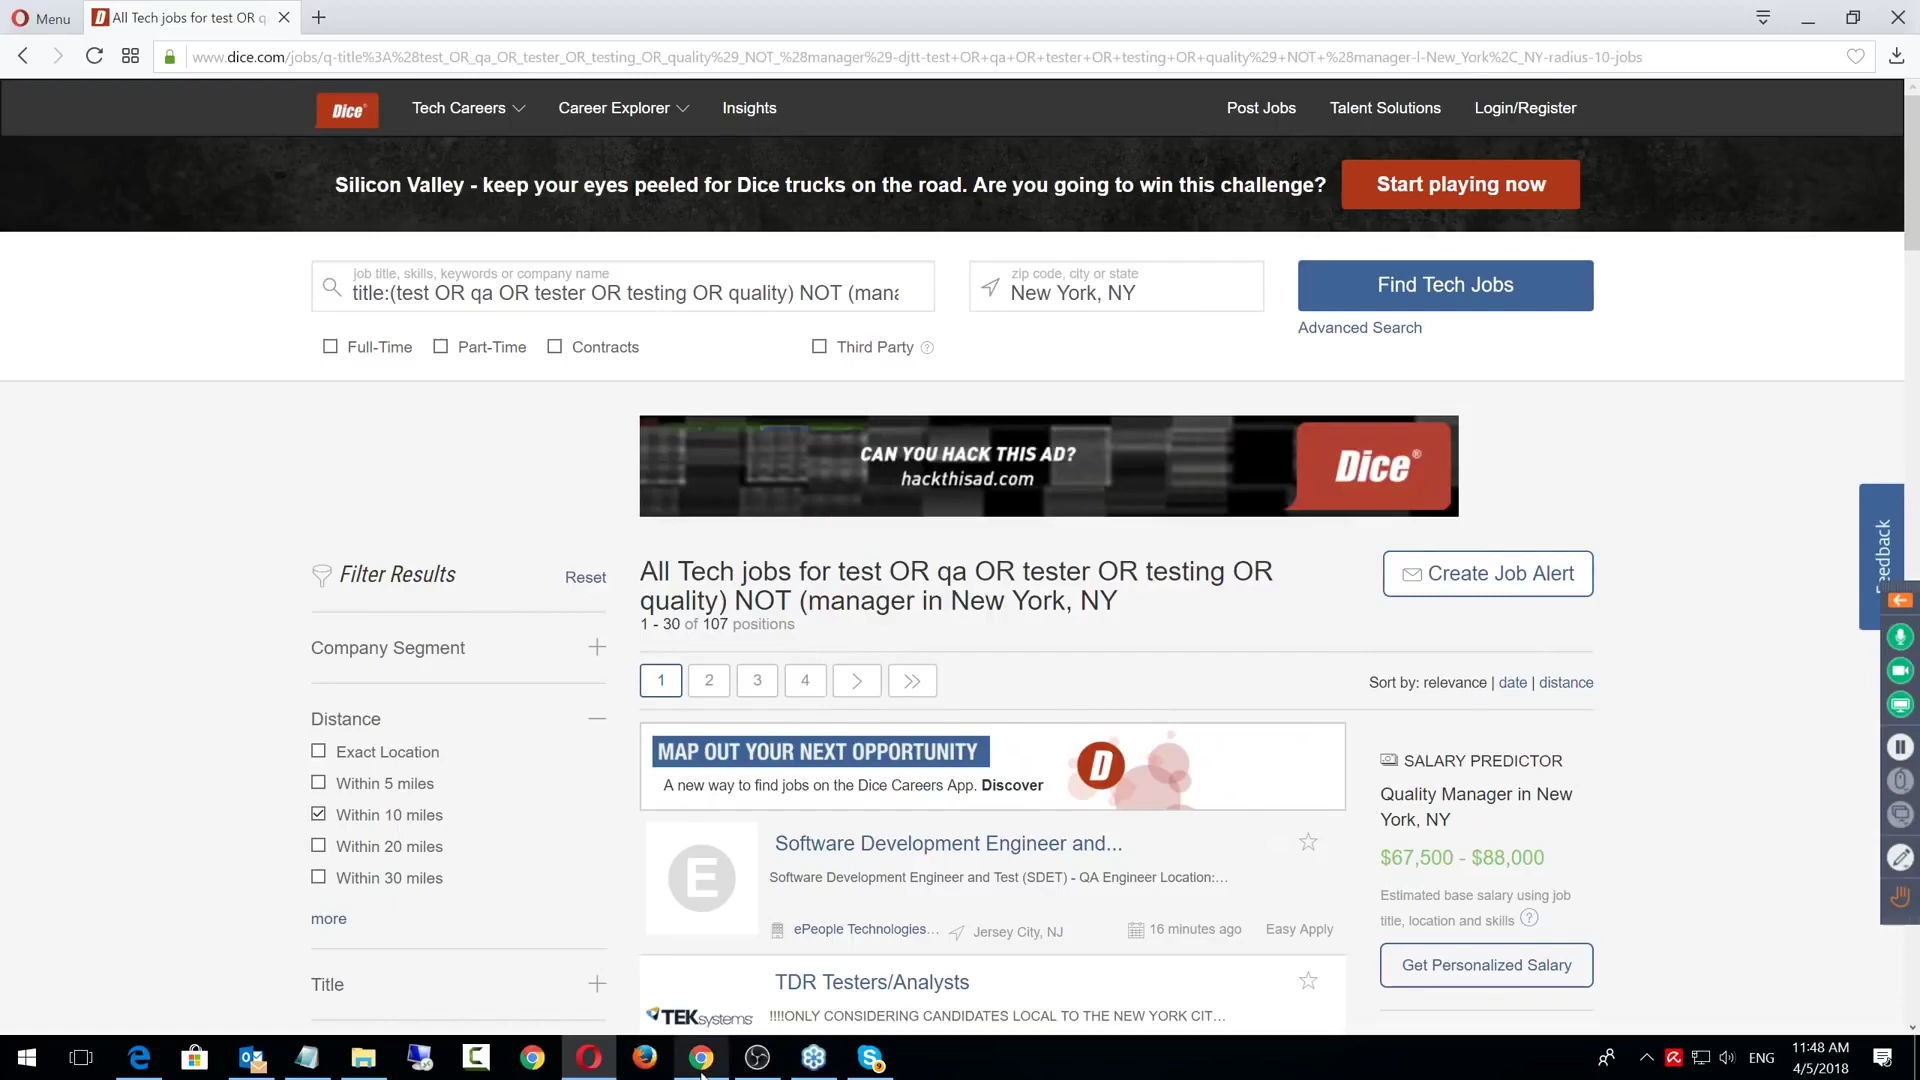 Menu
All Tech jobs for test OR q
www.dice.com/jobs/q-title%3A%28test_OR_qa_OR_tester_OR_testing_OR_quality%29_NOT_%28manager%29-djtt-test+OR+qa+OR+tester+OR+testing+OR+quality%29+NOT+%28manager-l-New_York%2C_NY-radius-10-jobs
Dice
Tech Careers
Career Explorer
Insights
Post Jobs
Talent Solutions
Login/Register
Silicon Valley - keep your eyes peeled for Dice trucks on the road. Are you going to win this challenge?
Start playing now
job title, skills, keywords or company name
title:(test OR qa OR tester OR testing OR quality) NOT (mana
zip code, city or state
New York, NY
Find Tech Jobs
Advanced Search
Full-Time
Part-Time
Contracts
Third Party
CAN YOU HACK THIS AD?
hackthisad.com
Dice
Feedback
Filter Results
Reset
All Tech jobs for test OR qa OR tester OR testing OR
quality) NOT (manager in New York, NY
1 - 30 of 107 positions
Create Job Alert
Company Segment
1
2
3
4
Sort by: relevance | date | distance
Distance
Exact Location
Within 5 miles
Within 10 miles
Within 20 miles
Within 30 miles
more
Title
MAP OUT YOUR NEXT OPPORTUNITY
A new way to find jobs on the Dice Careers App. Discover
D
SALARY PREDICTOR
Quality Manager in New
York, NY
$67,500 - $88,000
Estimated base salary using job
title, location and skills
Get Personalized Salary
E
Software Development Engineer and...
Software Development Engineer and Test (SDET) - QA Engineer Location:...
ePeople Technologies...
Jersey City, NJ
16 minutes ago
Easy Apply
TDR Testers/Analysts
TEKsystems
!!!!ONLY CONSIDERING CANDIDATES LOCAL TO THE NEW YORK CIT...
ENG
11:48 AM
4/5/2018